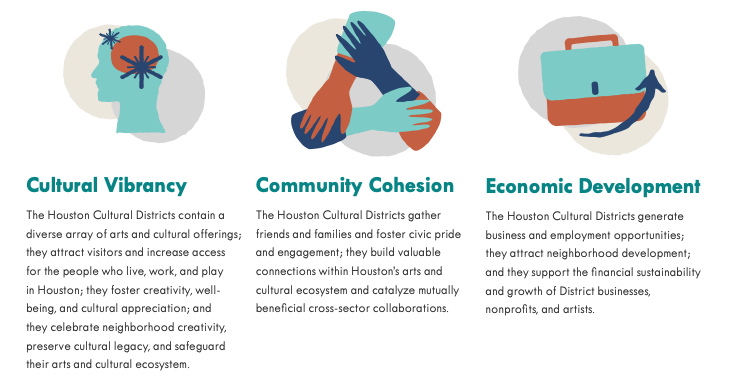 Cultural Vibrancy
The Houston Cultural Districts contain a
diverse array of arts and cultural offerings;
they attract visitors and increase access
for the people who live, work, and play
in Houston; they foster creativity, well-
being, and cultural appreciation; and
they celebrate neighborhood creativity,
preserve cultural legacy, and safeguard
their arts and cultural ecosystem.
Community Cohesion
The Houston Cultural Districts gather
friends and families and foster civic pride
and engagement; they build valuable
connections within Houston's arts and
cultural ecosystem and catalyze mutually
beneficial cross-sector collaborations.
Economic Development
The Houston Cultural Districts generate
business and employment opportunities;
they attract neighborhood development;
and they support the financial sustainability
and growth of District businesses,
nonprofits, and artists.